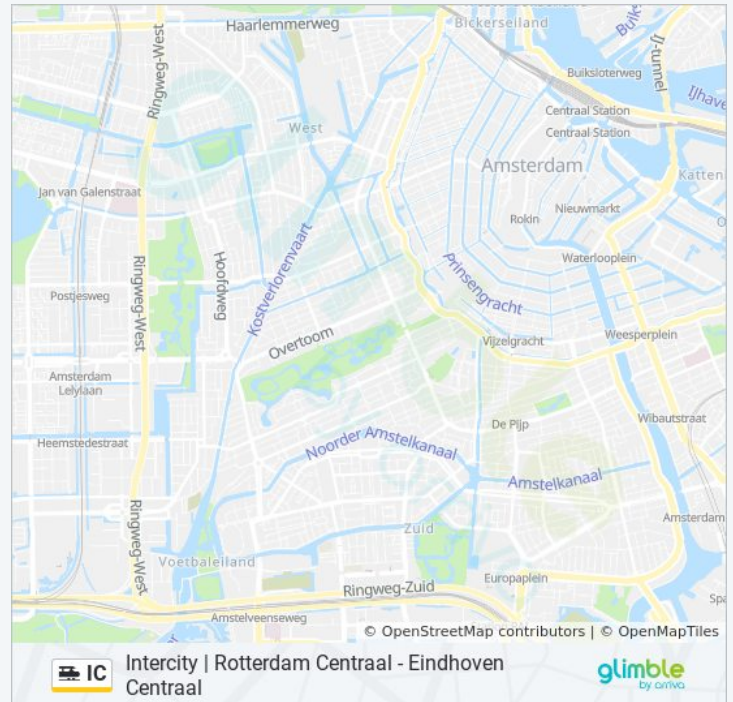 Haarlemmerweg
Bickerseiland
Buiks
IJ-tunnel
Ringweg-West
Buiksloterweg
IJhave
Centraal Station
Centraal Station
West
Amsterdam
Katten
Jan van Galenstraat
Nieuwmarkt
Rokin
Waterlooplein
Hoofdweg
Kostverlorenvaart
Prinsengracht
Ringweg-West
Postjesweg
Overtoom
Vijzelgracht
Weesperplein
Amsterdam
Lelylaan
De Pijp
Wibautstraat
Heemstedestraat
Noorder Amstelkanaal
Amstelkanaal
Ringweg-West
Zuid
Amsterdam
Voetbaleiland
Europaplein
Ringweg-Zuid
Spa
Amstelveenseweg
© OpenStreetMap contributors | © OpenMapTiles
IC
Intercity | Rotterdam Centraal - Eindhoven
Centraal
glimble
by arriva